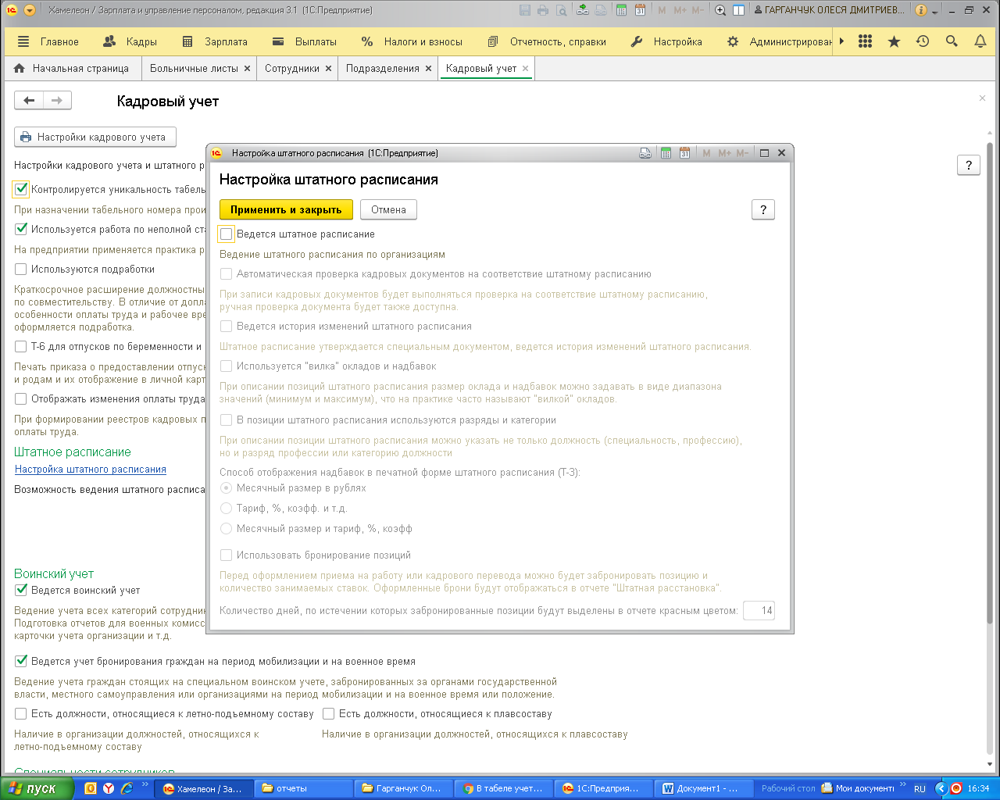 Хамелеон / Зарплата и управление персоналом, редакция 3.1 (1С:Предприятие)
M M+ M-
ГАРГАНЧУК ОЛЕСЯ ДМИТРИЕВ...
Главное Кадры Зарплата Выплаты Налоги и взносы Отчетность, справки Настройка Администрирован
Начальная страница Больничные листы × Сотрудники × Подразделения × Кадровый учет ×
Кадровый учет
Настройки кадрового учета
?
Настройки кадрового учета и штатного р
Контролируется уникальность табель
При назначении табельного номера прои
Используется работа по неполной ста
На предприятии применяется практика р
Используются подработки
Краткосрочное расширение должностны
по совместительству. В отличие от допл
особенности оплаты труда и рабочее вре
оформляется подработка.
Т-6 для отпусков по беременности и
Печать приказа о предоставлении отпуск
и родам и их отображение в личной карт
Отображать изменения оплаты труда
При формировании реестров кадровых п
оплаты труда.
Штатное расписание
Настройка штатного расписания
Возможность ведения штатного расписа
Настройка штатного расписания (1С:Предприятие)
M M+ M-
Настройка штатного расписания
Применить и закрыть Отмена ?
Ведется штатное расписание
Ведение штатного расписания по организациям
Автоматическая проверка кадровых документов на соответствие штатному расписанию
При записи кадровых документов будет выполняться проверка на соответствие штатному расписанию,
ручная проверка документа будет также доступна.
Ведется история изменений штатного расписания
Штатное расписание утверждается специальным документом, ведется история изменений штатного расписания.
Используется "вилка" окладов и надбавок
При описании позиций штатного расписания размер оклада и надбавок можно задавать в виде диапазона
значений (минимум и максимум), что на практике часто называют "вилкой" окладов.
В позиции штатного расписания используются разряды и категории
При описании позиции штатного расписания можно указать не только должность (специальность, профессию),
но и разряд профессии или категорию должности
Способ отображения надбавок в печатной форме штатного расписания (Т-3):
Месячный размер в рублях
Тариф, %, коэфф. и т.д.
Месячный размер и тариф, %, коэфф
Использовать бронирование позиций
Перед оформлением приема на работу или кадрового перевода можно будет забронировать позицию и
количество занимаемых ставок. Оформленные брони будут отображаться в отчете "Штатная расстановка".
Количество дней, по истечении которых забронированные позиции будут выделены в отчете красным цветом: 14
Воинский учет
Ведется воинский учет
Ведение учета всех категорий сотрудник
Подготовка отчетов для военных комисс
карточки учета организации и т.д.
Ведется учет бронирования граждан на период мобилизации и на военное время
Ведение учета граждан стоящих на специальном воинском учете, забронированных за органами государственной
власти, местного самоуправления или организациями на период мобилизации и на военное время или положение.
Есть должности, относящиеся к летно-подъемному составу Есть должности, относящиеся к плавсоставу
Наличие в организации должностей, относящихся к Наличие в организации должностей, относящихся к плавсоставу
летно-подъемному составу
Специальности сотрудников
пуск Хамелеон / За... отчеты Гарганчук Ол... В табеле учет... 1С:Предприя... Документ1 - ... Рабочий стол Мои документы RU 16:34